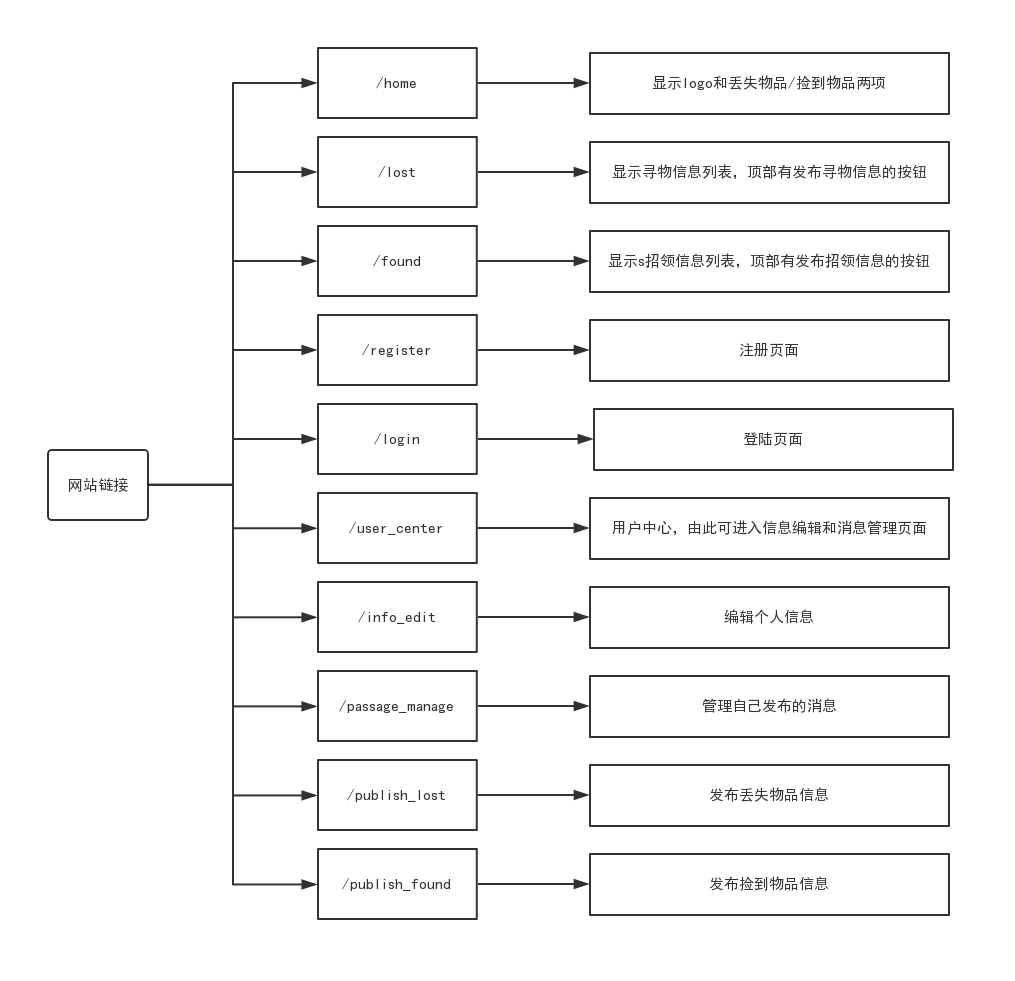 /home
显示logo和丢失物品/捡到物品两项
/lost
显示寻物信息列表，顶部有发布寻物信息的按钮
/found
显示s招领信息列表，顶部有发布招领信息的按钮
/register
注册页面
/login
登陆页面
网站链接
/user_center
用户中心，由此可进入信息编辑和消息管理页面
/info_edit
编辑个人信息
/passage_manage
管理自己发布的消息
/publish_lost
发布丢失物品信息
/publish_found
发布捡到物品信息